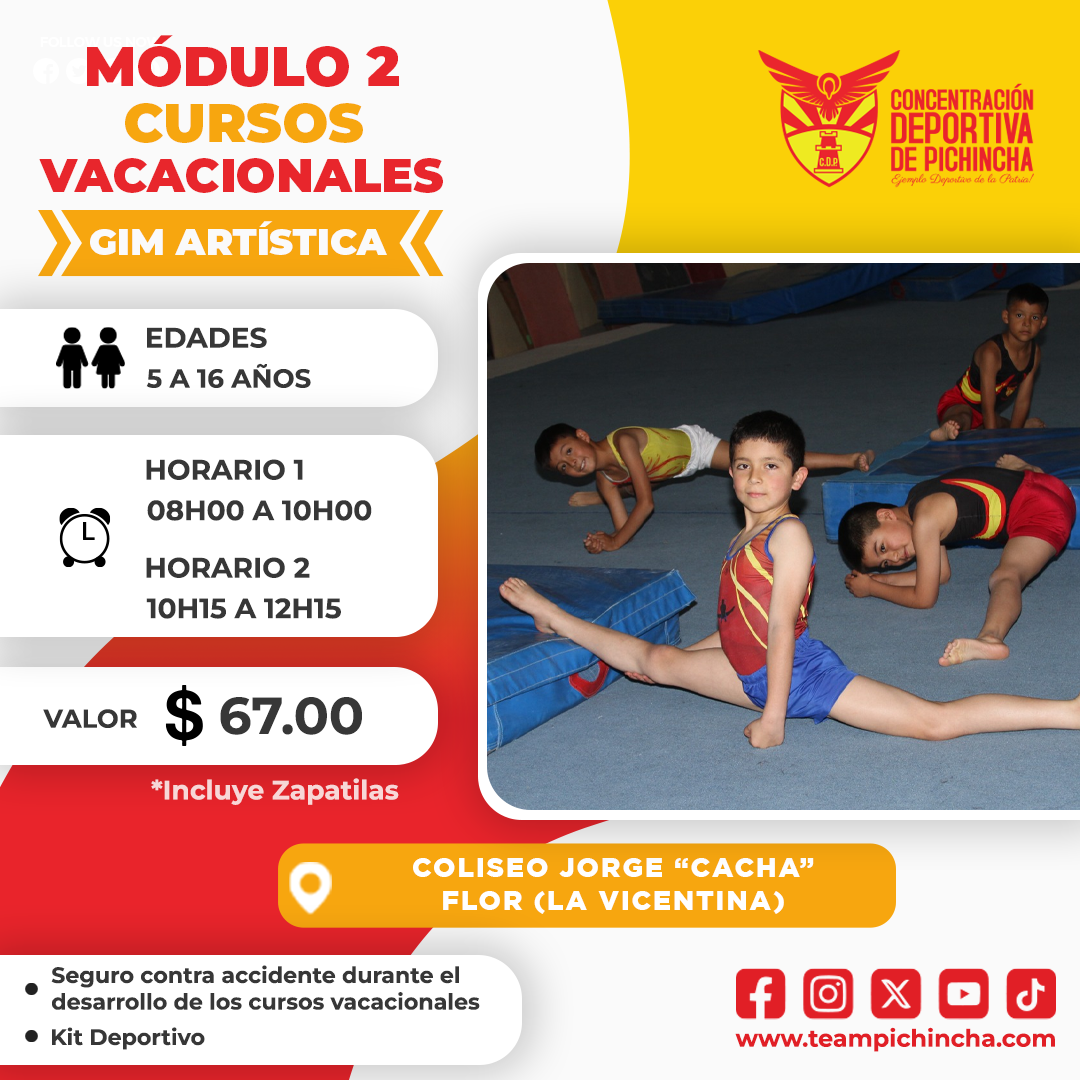 MÓDULO 2
CURSOS
VACACIONALES
GIM ARTÍSTICA
C.D.P.
CONCENTRACIÓN
DEPORTIVA
DE PICHINCHA
Ejemplo Deportivo de la Patria!
EDADES
5 A 16 AÑOS
HORARIO 1
08H00 A 10H00
HORARIO 2
10H15 A 12H15
VALOR $ 67.00
*Incluye Zapatilas
COLISEO JORGE “CACHA”
FLOR (LA VICENTINA)
Seguro contra accidente durante el
desarrollo de los cursos vacacionales
Kit Deportivo
www.teampichincha.com